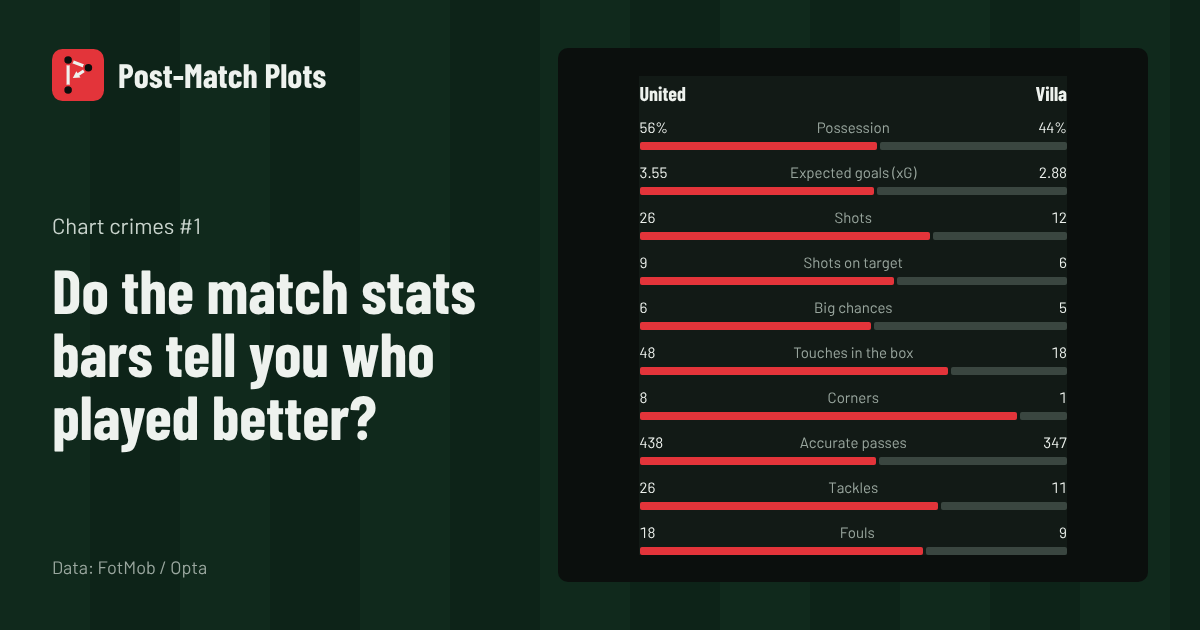 Post-Match Plots
Chart crimes #1
Do the match stats
bars tell you who
played better?
Data: FotMob / Opta
United Villa
56% Possession 44%
3.55 Expected goals (xG) 2.88
26 Shots 12
9 Shots on target 6
6 Big chances 5
48 Touches in the box 18
8 Corners 1
438 Accurate passes 347
26 Tackles 11
18 Fouls 9